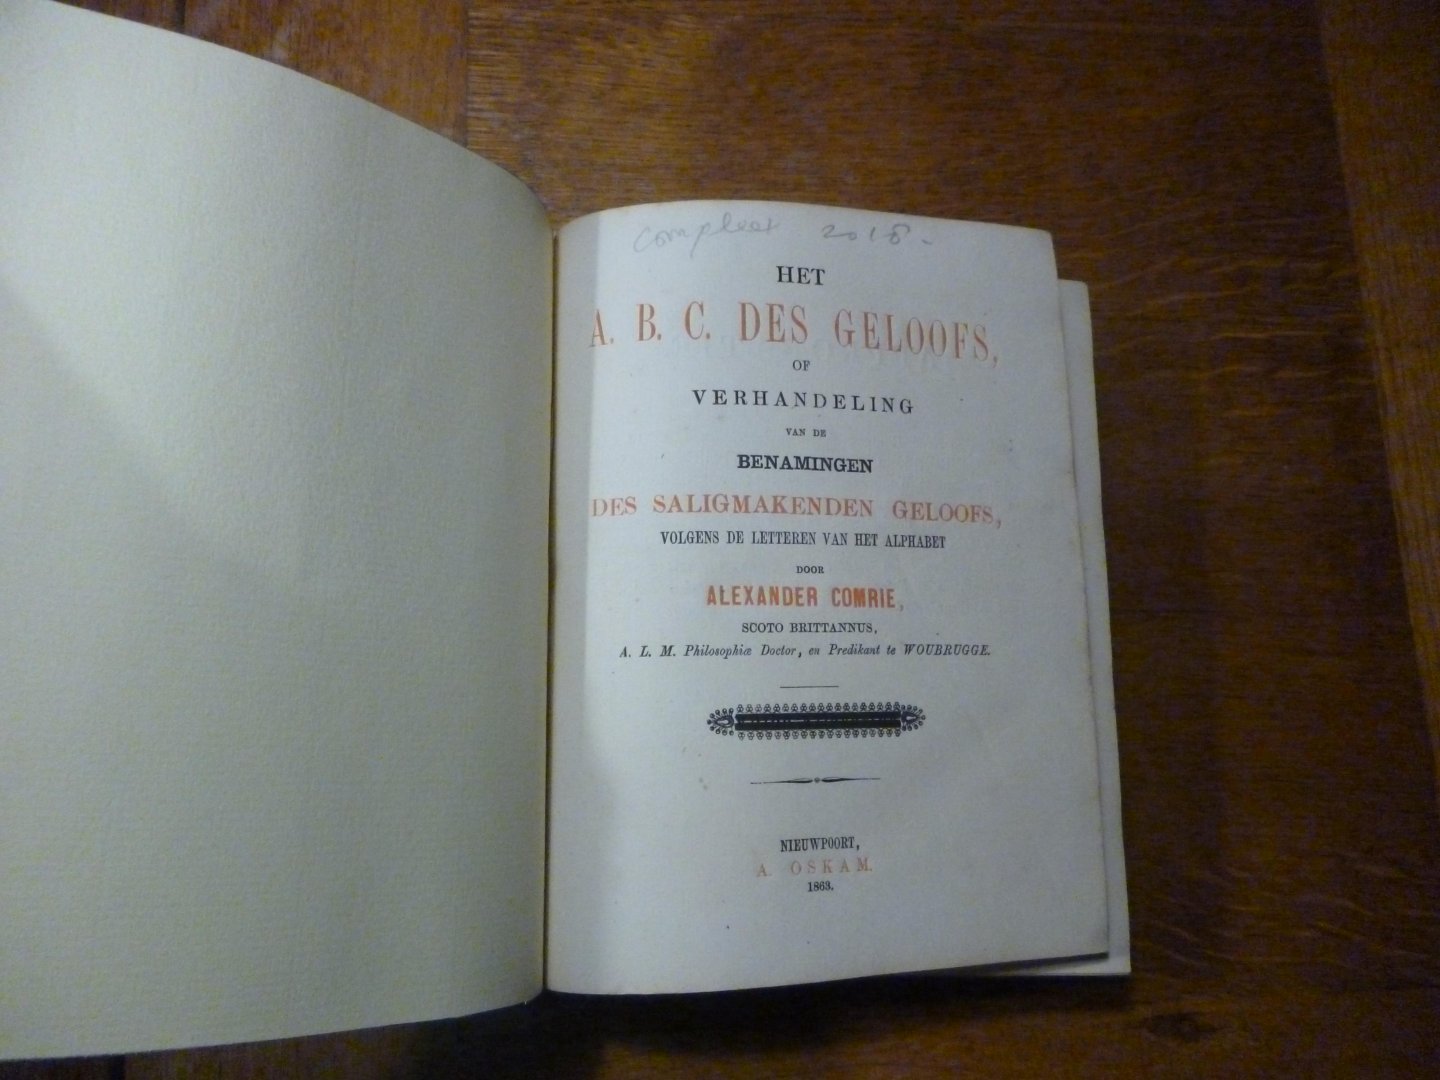 compleet 2018.-
HET
A. B. C. DES GELOOFS,
OF
VERHANDELING
VAN DE
BENAMINGEN
DES SALIGMAKENDEN GELOOFS,
VOLGENS DE LETTEREN VAN HET ALPHABET
DOOR
ALEXANDER COMRIE,
SCOTO BRITTANNUS,
A. L. M. Philosophiæ Doctor, en Predikant te WOUBRUGGE.
NIEUWPOORT,
A. OSKAM.
1863.